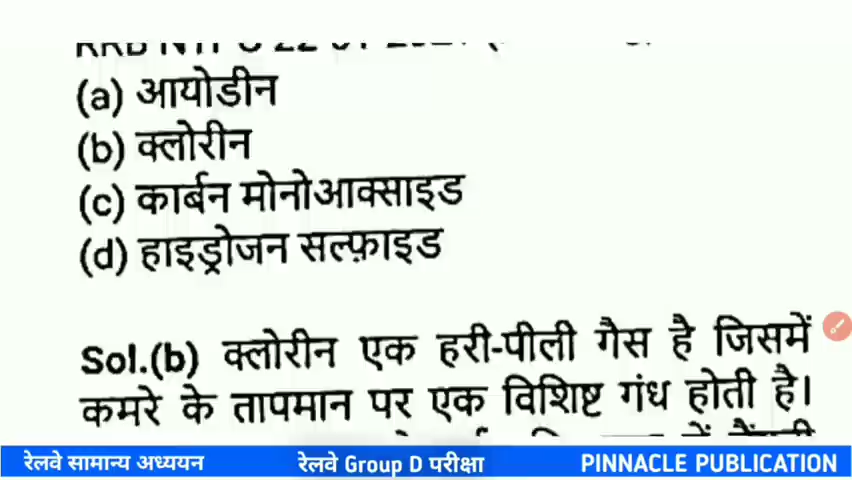 (a) आयोडीन
(b) क्लोरीन
(c) कार्बन मोनोआक्साइड
(d) हाइड्रोजन सल्फ़ाइड
Sol.(b) क्लोरीन एक हरी-पीली गैस है जिसमें
कमरे के तापमान पर एक विशिष्ट गंध होती है।
रेलवे सामान्य अध्ययन
रेलवे Group D परीक्षा
PINNACLE PUBLICATION